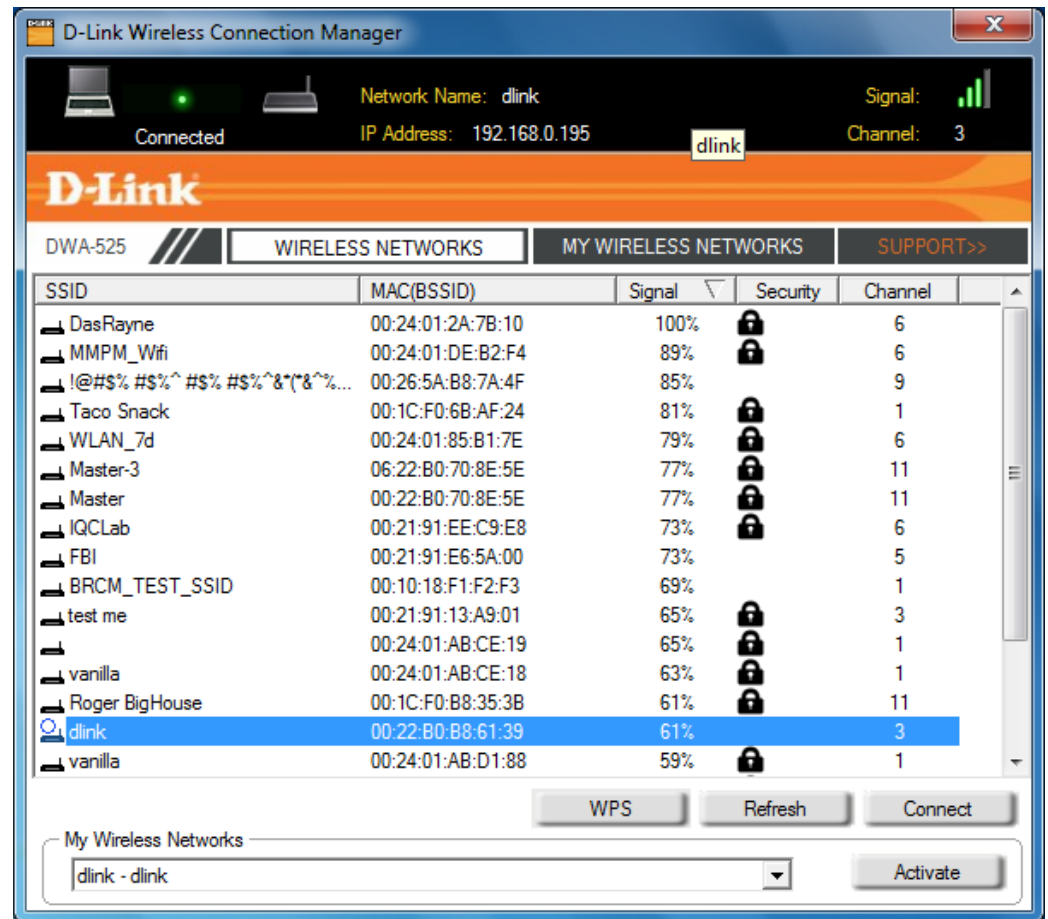 D-Link Wireless Connection Manager
Network Name: dlink Signal:
Connected IP Address: 192.168.0.195 dlink Channel: 3
D-Link
DWA-525 WIRELESS NETWORKS MY WIRELESS NETWORKS SUPPORT>>
SSID MAC(BSSID) Signal Security Channel
DasRayne 00:24:01:2A:7B:10 100% 6
MMPM_Wifi 00:24:01:DE:B2:F4 89% 6
!@#$% #$%^ #$% #$%^&*(*&^%... 00:26:5A:B8:7A:4F 85% 9
Taco Snack 00:1C:F0:6B:AF:24 81% 1
WLAN_7d 00:24:01:85:B1:7E 79% 6
Master-3 06:22:B0:70:8E:5E 77% 11
Master 00:22:B0:70:8E:5E 77% 11
IQCLab 00:21:91:EE:C9:E8 73% 6
FBI 00:21:91:E6:5A:00 73% 5
BRCM_TEST_SSID 00:10:18:F1:F2:F3 69% 1
test me 00:21:91:13:A9:01 65% 3
00:24:01:AB:CE:19 65% 1
vanilla 00:24:01:AB:CE:18 63% 1
Roger BigHouse 00:1C:F0:B8:35:3B 61% 11
dlink 00:22:B0:B8:61:39 61% 3
vanilla 00:24:01:AB:D1:88 59% 1
WPS Refresh Connect
My Wireless Networks
dlink - dlink Activate